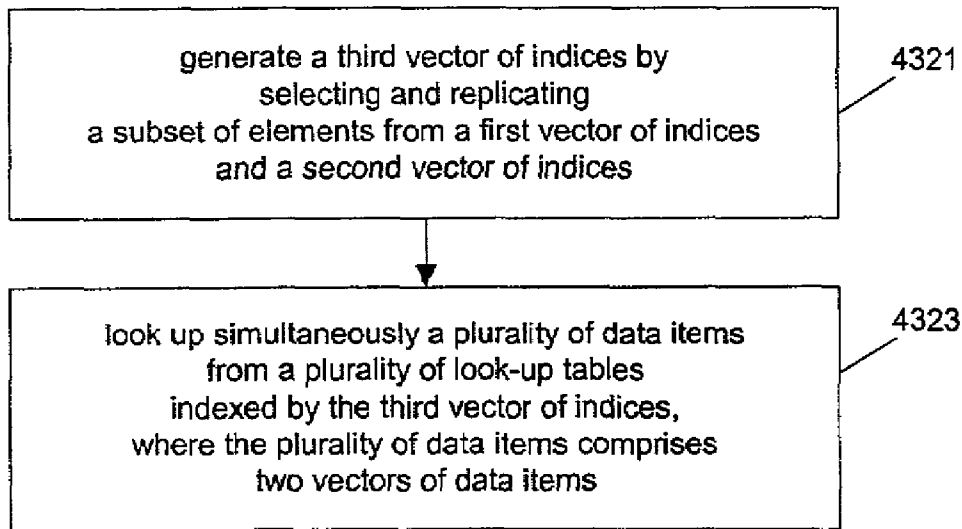 generate a third vector of indices by
selecting and replicating
a subset of elements from a first vector of indices
and a second vector of indices
4321
look up simultaneously a plurality of data items
from a plurality of look-up tables
indexed by the third vector of indices,
where the plurality of data items comprises
two vectors of data items
4323